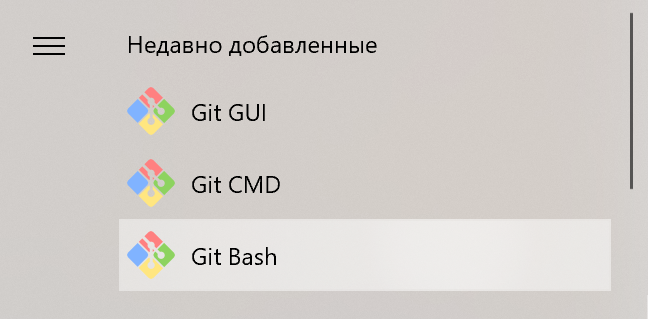 Недавно добавленные
Git GUI
Git CMD
Git Bash